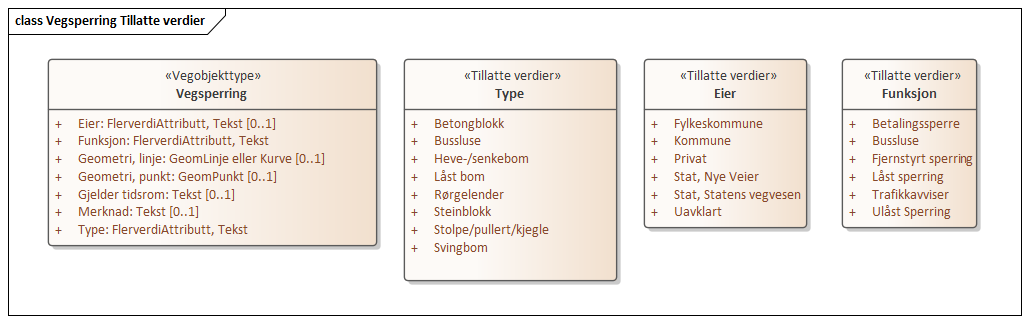 class Vegsperring Tillatte verdier
«Vegobjekttype»
Vegsperring
+ Eier: FlerverdiAttributt, Tekst [0..1]
+ Funksjon: FlerverdiAttributt, Tekst
+ Geometri, linje: GeomLinje eller Kurve [0..1]
+ Geometri, punkt: GeomPunkt [0..1]
+ Gjelder tidsrom: Tekst [0..1]
+ Merknad: Tekst [0..1]
+ Type: FlerverdiAttributt, Tekst
«Tillatte verdier»
Type
+ Betongblokk
+ Bussluse
+ Heve-/senkebom
+ Låst bom
+ Rørgelender
+ Steinblokk
+ Stolpe/pullert/kjegle
+ Svingbom
«Tillatte verdier»
Eier
+ Fylkeskommune
+ Kommune
+ Privat
+ Stat, Nye Veier
+ Stat, Statens vegvesen
+ Uavklart
«Tillatte verdier»
Funksjon
+ Betalingssperre
+ Bussluse
+ Fjernstyrt sperring
+ Låst sperring
+ Trafikkavviser
+ Ulåst Sperring